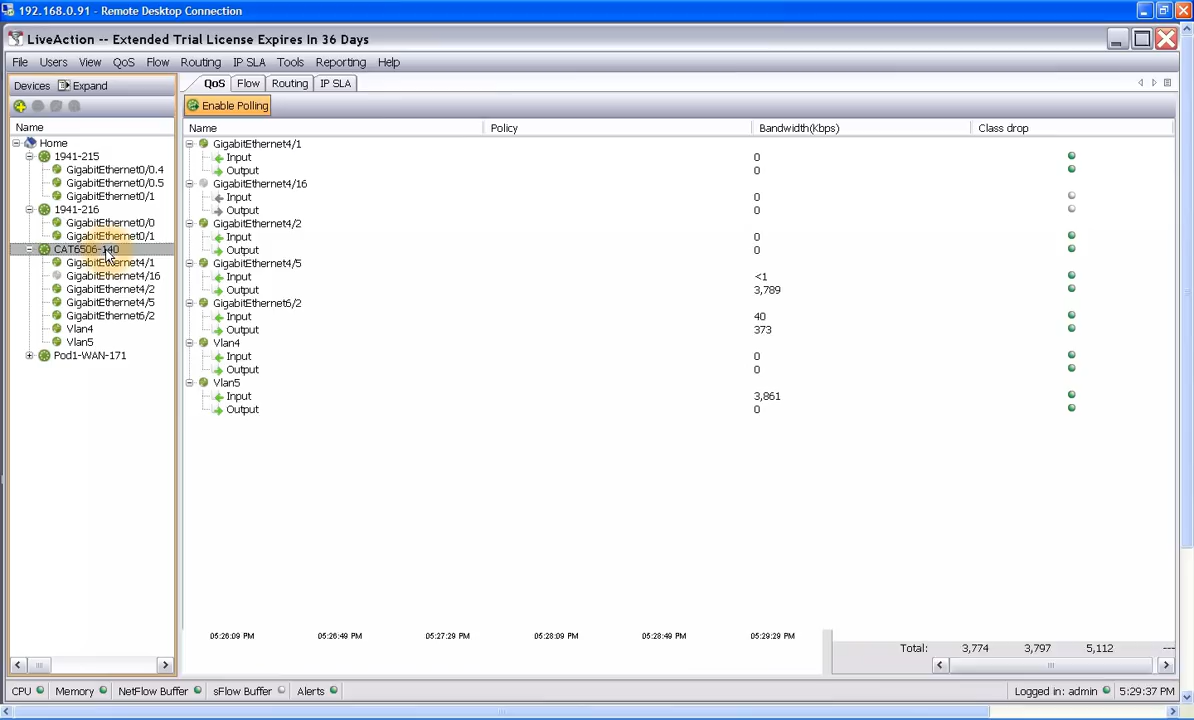 192.168.0.91 - Remote Desktop Connection
LiveAction -- Extended Trial License Expires In 36 Days
File Users View QoS Flow Routing IP SLA Tools Reporting Help
Devices Expand
QoS Flow Routing IP SLA
Enable Polling
Name
Home
1941-215
GigabitEthernet0/0.4
GigabitEthernet0/0.5
GigabitEthernet0/1
1941-216
GigabitEthernet0/0
GigabitEthernet0/1
CAT6506-140
GigabitEthernet4/1
GigabitEthernet4/16
GigabitEthernet4/2
GigabitEthernet4/5
GigabitEthernet6/2
Vlan4
Vlan5
Pod1-WAN-171
Name Policy Bandwidth(Kbps) Class drop
GigabitEthernet4/1
Input 0
Output 0
GigabitEthernet4/16
Input 0
Output 0
GigabitEthernet4/2
Input 0
Output 0
GigabitEthernet4/5
Input <1
Output 3,789
GigabitEthernet6/2
Input 40
Output 373
Vlan4
Input 0
Output 0
Vlan5
Input 3,861
Output 0
05:26:09 PM 05:26:49 PM 05:27:29 PM 05:28:09 PM 05:28:49 PM 05:29:29 PM
Total: 3,774 3,797 5,112 ---
CPU Memory NetFlow Buffer sFlow Buffer Alerts Logged in: admin 5:29:37 PM